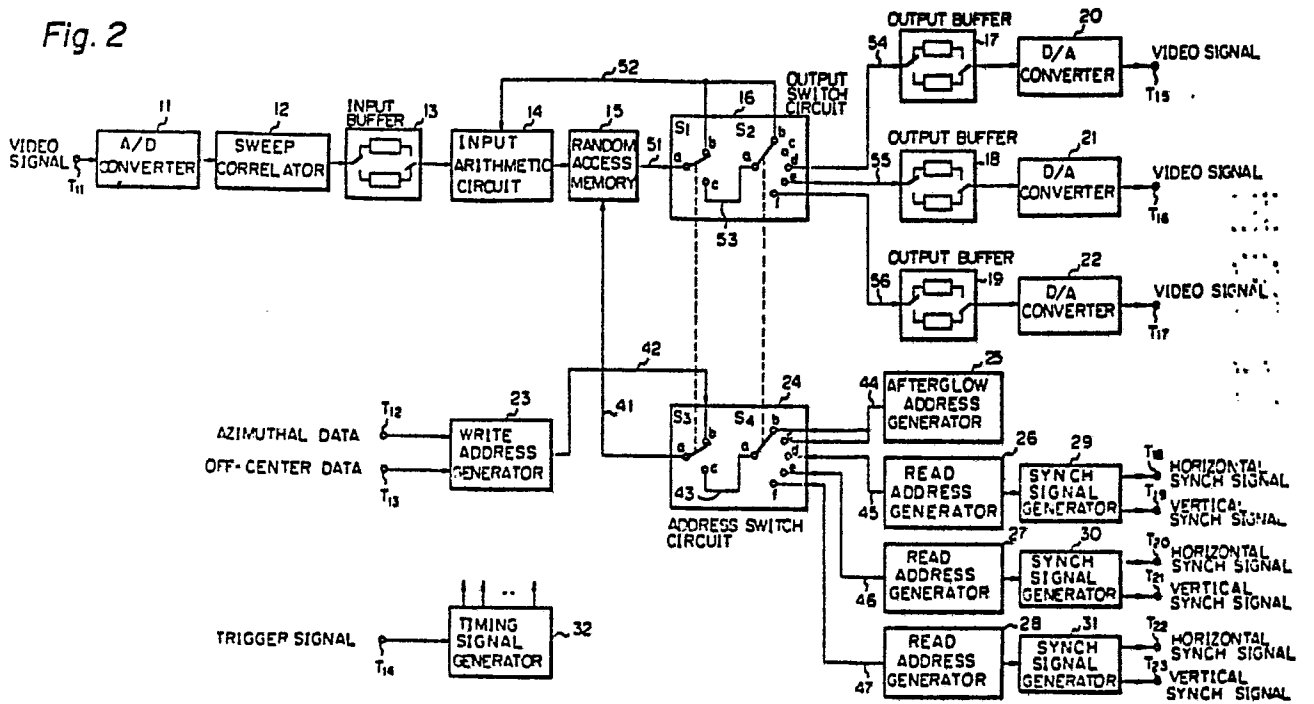 Fig. 2
VIDEO SIGNAL
T11
11
A/D CONVERTER
12
SWEEP CORRELATOR
INPUT BUFFER
13
14
INPUT ARITHMETIC CIRCUIT
15
RANDOM ACCESS MEMORY
51
52
16
OUTPUT SWITCH CIRCUIT
S1
S2
a
b
c
a
b
c
d
e
f
53
54
55
56
OUTPUT BUFFER
17
20
D/A CONVERTER
VIDEO SIGNAL
T15
OUTPUT BUFFER
18
21
D/A CONVERTER
VIDEO SIGNAL
T16
OUTPUT BUFFER
19
22
D/A CONVERTER
VIDEO SIGNAL
T17
AZIMUTHAL DATA
T12
OFF-CENTER DATA
T13
23
WRITE ADDRESS GENERATOR
42
41
24
S3
S4
a
b
c
a
b
c
d
e
f
43
ADDRESS SWITCH CIRCUIT
44
45
46
47
25
AFTERGLOW ADDRESS GENERATOR
26
READ ADDRESS GENERATOR
29
SYNCH SIGNAL GENERATOR
T18
HORIZONTAL SYNCH SIGNAL
T19
VERTICAL SYNCH SIGNAL
27
READ ADDRESS GENERATOR
30
SYNCH SIGNAL GENERATOR
T20
HORIZONTAL SYNCH SIGNAL
T21
VERTICAL SYNCH SIGNAL
28
READ ADDRESS GENERATOR
31
SYNCH SIGNAL GENERATOR
T22
HORIZONTAL SYNCH SIGNAL
T23
VERTICAL SYNCH SIGNAL
TRIGGER SIGNAL
T14
TIMING SIGNAL GENERATOR
32